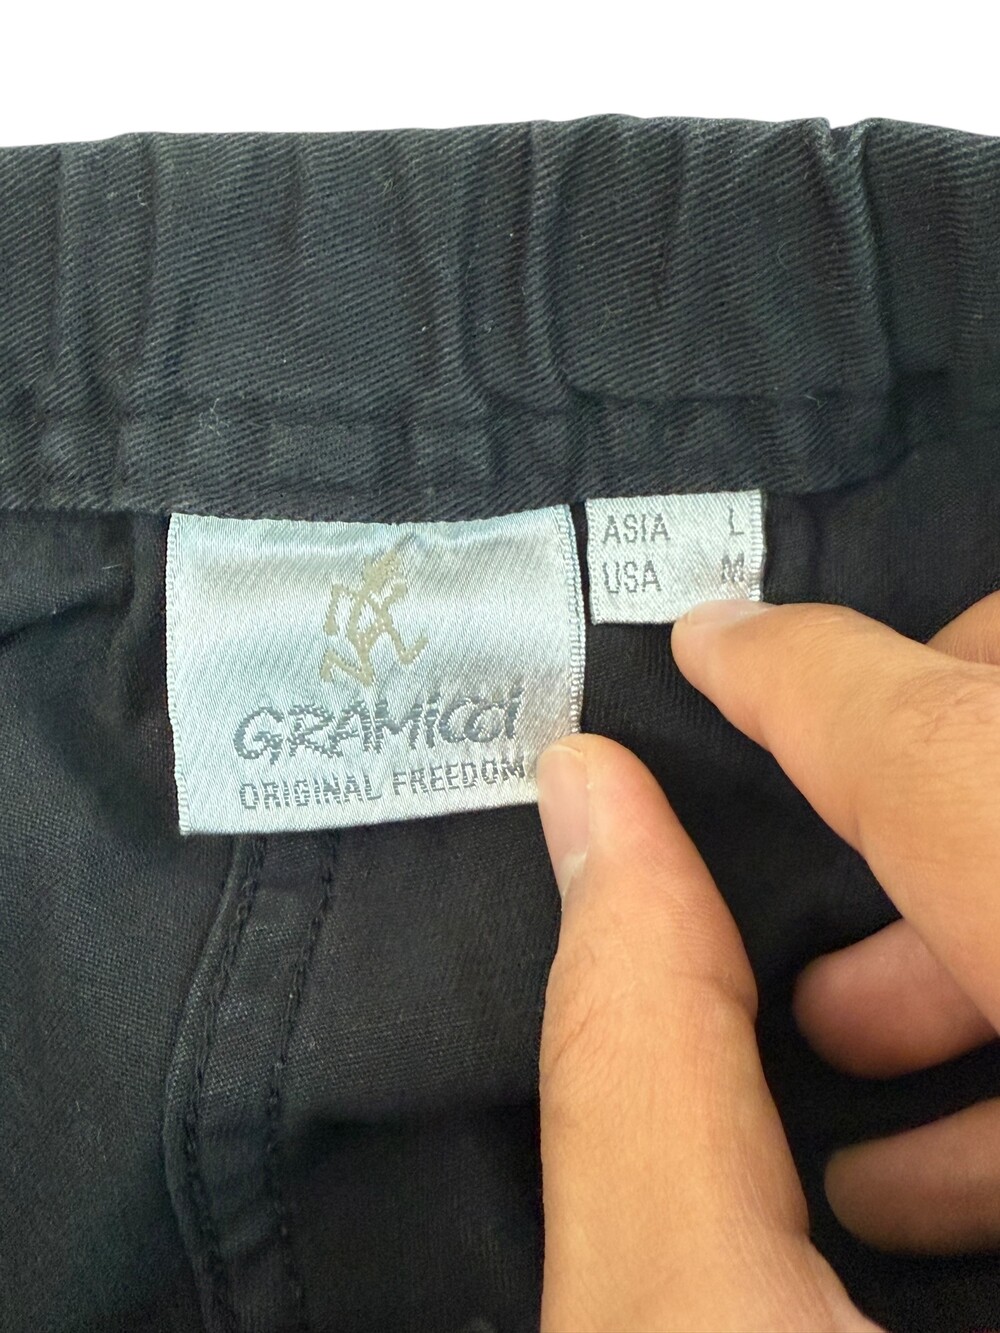 GRAMiCCi
ORIGINAL FREEDOM
ASIA L
USA M